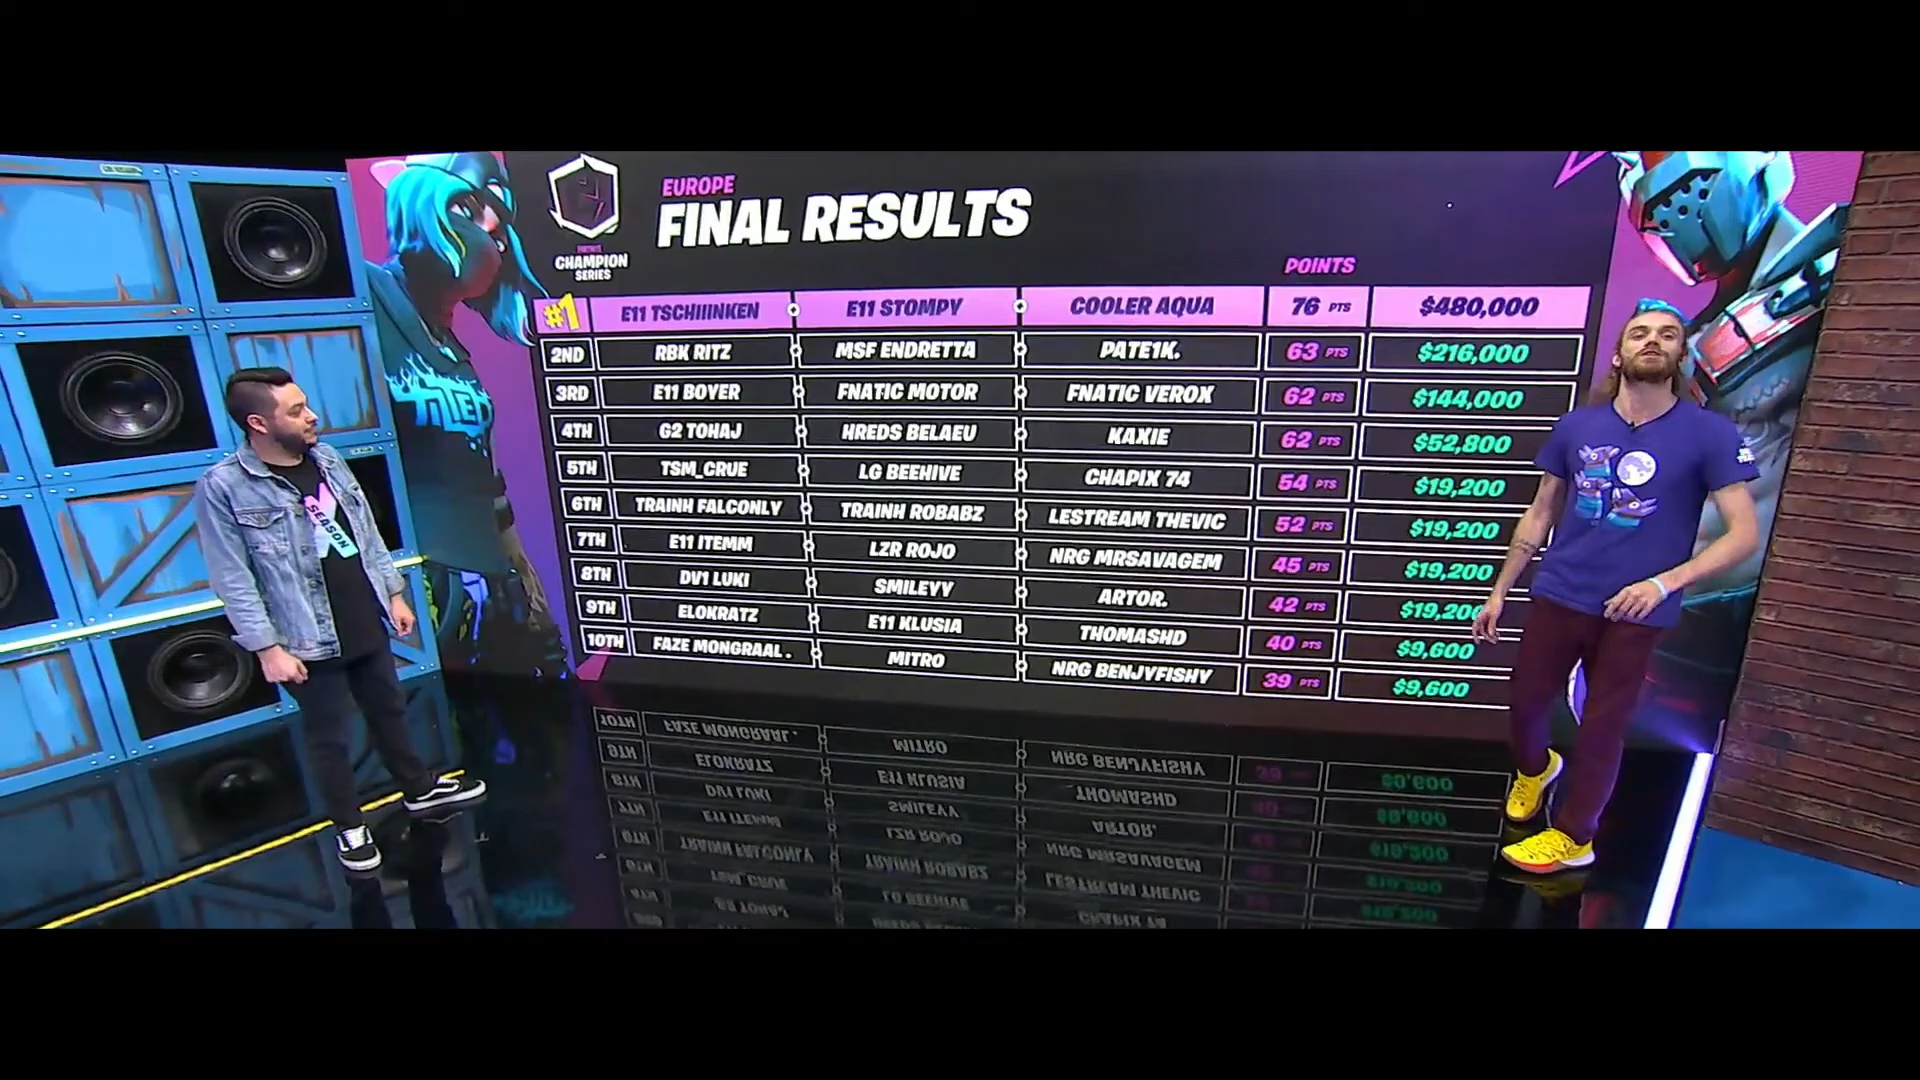 EUROPE
FINAL RESULTS
FORTNITE
CHAMPION
SERIES
POINTS
#1 E11 TSCHIIINKEN E11 STOMPY COOLER AQUA 76 PTS $480,000
2ND RBK RITZ MSF ENDRETTA PATE1K. 63 PTS $216,000
3RD E11 BOYER FNATIC MOTOR FNATIC VEROX 62 PTS $144,000
4TH G2 TOHAJ HREDS BELAEU KAXIE 62 PTS $52,800
5TH TSM_CRUE LG BEEHIVE CHAPIX 74 54 PTS $19,200
6TH TRAINH FALCONLY TRAINH ROBABZ LESTREAM THEVIC 52 PTS $19,200
7TH E11 ITEMM LZR ROJO NRG MRSAVAGEM 45 PTS $19,200
8TH DV1 LUKI SMILEYY ARTOR. 42 PTS $19,200
9TH ELOKRATZ E11 KLUSIA THOMASHD 40 PTS $9,600
10TH FAZE MONGRAAL . MITRO NRG BENJYFISHY 39 PTS $9,600
X
SEASON